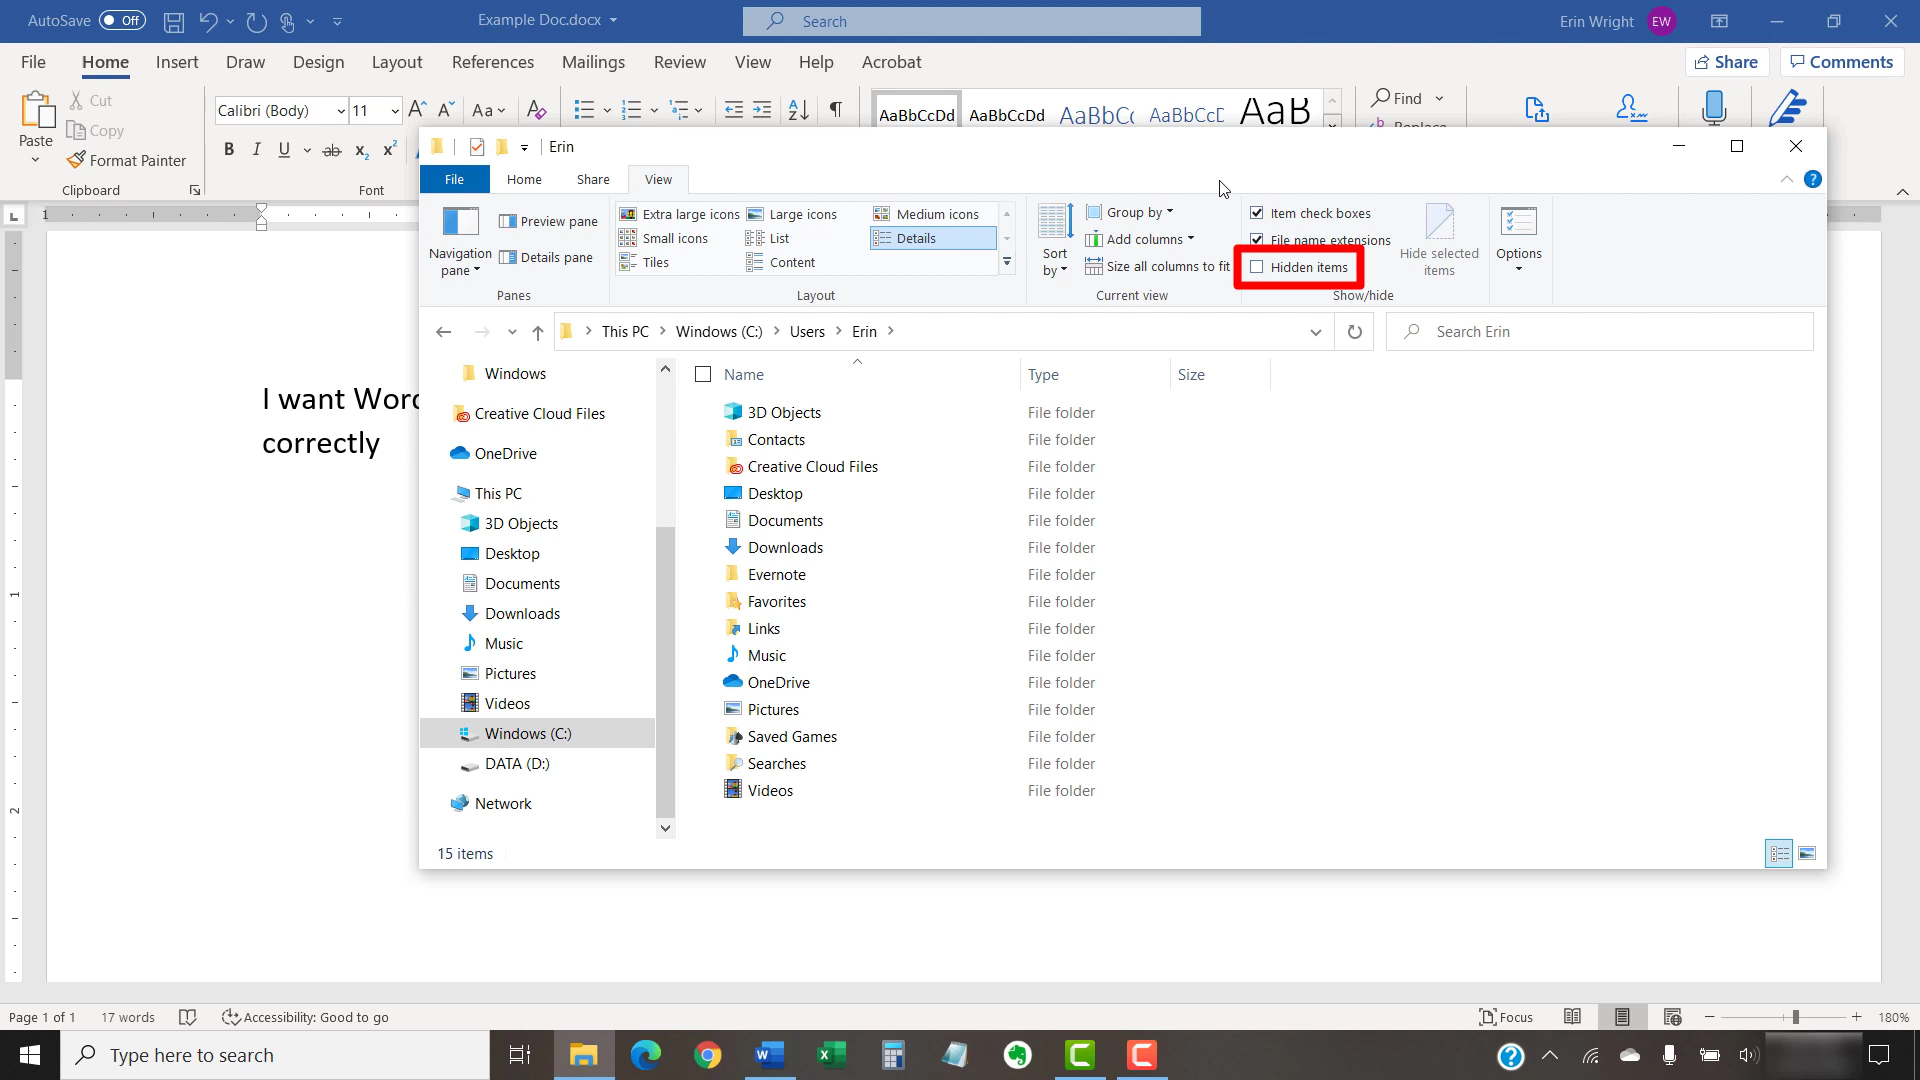 AutoSave Off
Example Doc.docx
Search
Erin Wright EW
File Home Insert Draw Design Layout References Mailings Review View Help Acrobat
Share Comments
Paste
Cut
Copy
Format Painter
Clipboard
Calibri (Body) 11
Aa
B I U ab x2 x2
Font
AaBbCcDd AaBbCcDd AaBbCc AaBbCcD AaB
Find
Replace
I want Word
correctly
Erin
File Home Share View
Navigation
pane
Preview pane
Details pane
Panes
Extra large icons Large icons Medium icons
Small icons List Details
Tiles Content
Layout
Sort
by
Group by
Add columns
Size all columns to fit
Current view
Item check boxes
File name extensions
Hidden items
Hide selected
items
Show/hide
Options
This PC Windows (C:) Users Erin
Search Erin
Windows
Creative Cloud Files
OneDrive
This PC
3D Objects
Desktop
Documents
Downloads
Music
Pictures
Videos
Windows (C:)
DATA (D:)
Network
Name Type Size
3D Objects File folder
Contacts File folder
Creative Cloud Files File folder
Desktop File folder
Documents File folder
Downloads File folder
Evernote File folder
Favorites File folder
Links File folder
Music File folder
OneDrive File folder
Pictures File folder
Saved Games File folder
Searches File folder
Videos File folder
15 items
Page 1 of 1 17 words Accessibility: Good to go
Focus
180%
Type here to search